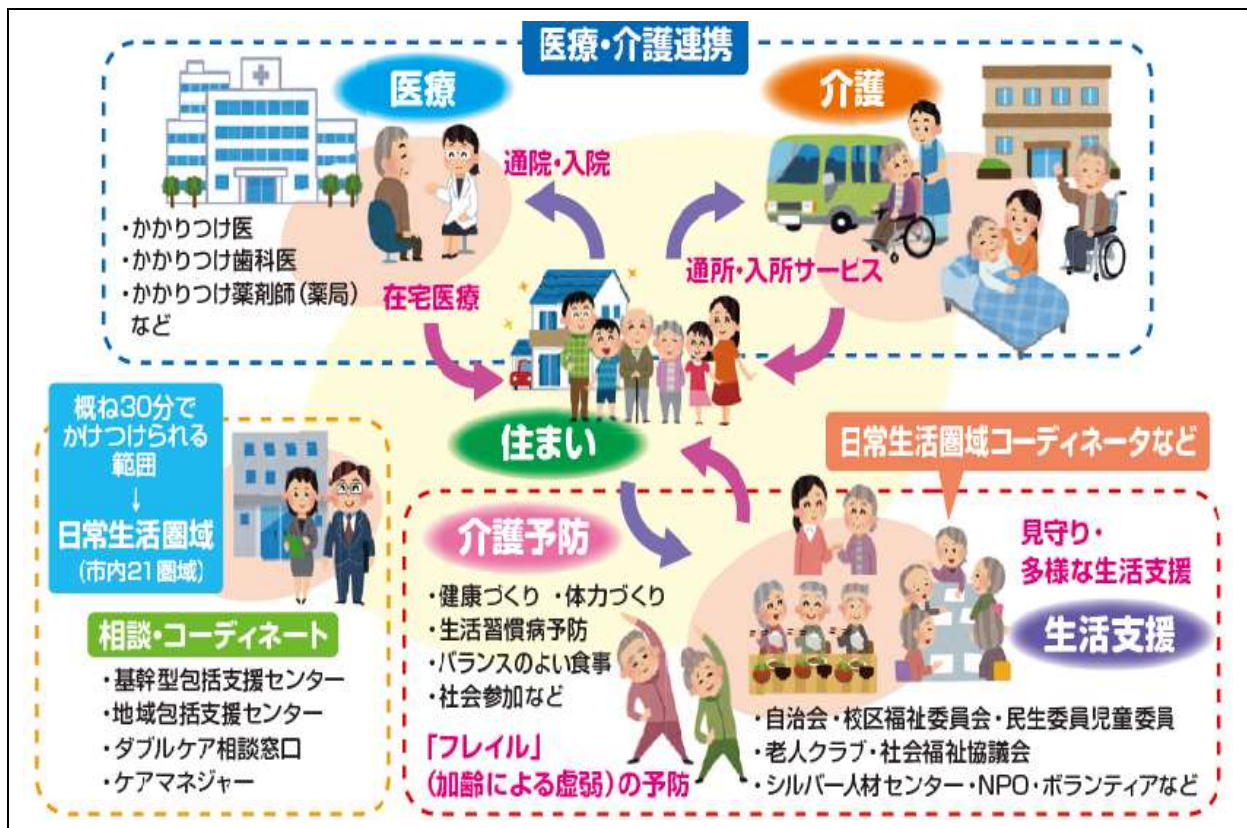 医療・介護連携
医療
介護
通院・入院
・かかりつけ医
・かかりつけ歯科医
・かかりつけ薬剤師(薬局)
など
在宅医療
通所・入所サービス
住まい
概ね30分で
かけつけられる
範囲
↓
日常生活圏域
(市内21圏域)
相談・コーディネート
・基幹型包括支援センター
・地域包括支援センター
・ダブルケア相談窓口
・ケアマネジャー
介護予防
・健康づくり ・体力づくり
・生活習慣病予防
・バランスのよい食事
・社会参加など
「フレイル」
(加齢による虚弱)の予防
日常生活圏域コーディネータなど
見守り・
多様な生活支援
生活支援
・自治会・校区福祉委員会・民生委員児童委員
・老人クラブ・社会福祉協議会
・シルバー人材センター・NPO・ボランティアなど